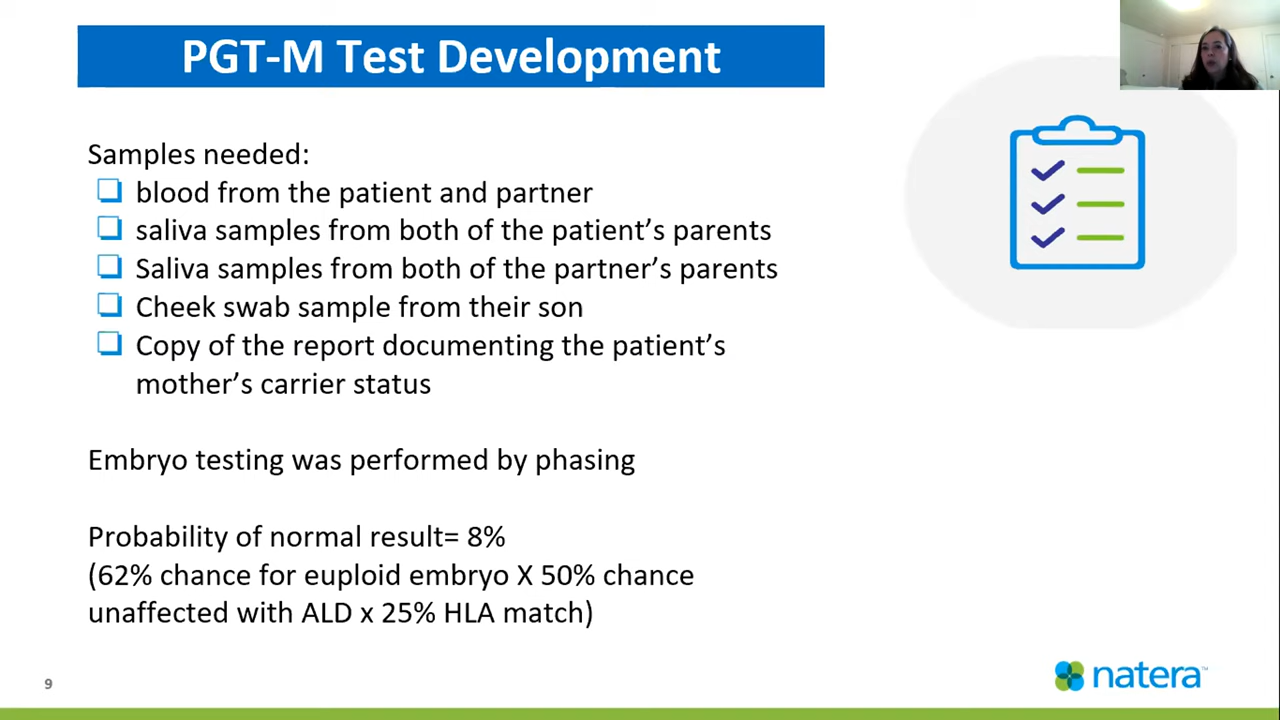 PGT-M Test Development
Samples needed:
❏ blood from the patient and partner
❏ saliva samples from both of the patient’s parents
❏ Saliva samples from both of the partner’s parents
❏ Cheek swab sample from their son
❏ Copy of the report documenting the patient’s
mother’s carrier status
Embryo testing was performed by phasing
Probability of normal result= 8%
(62% chance for euploid embryo X 50% chance
unaffected with ALD x 25% HLA match)
9
natera™